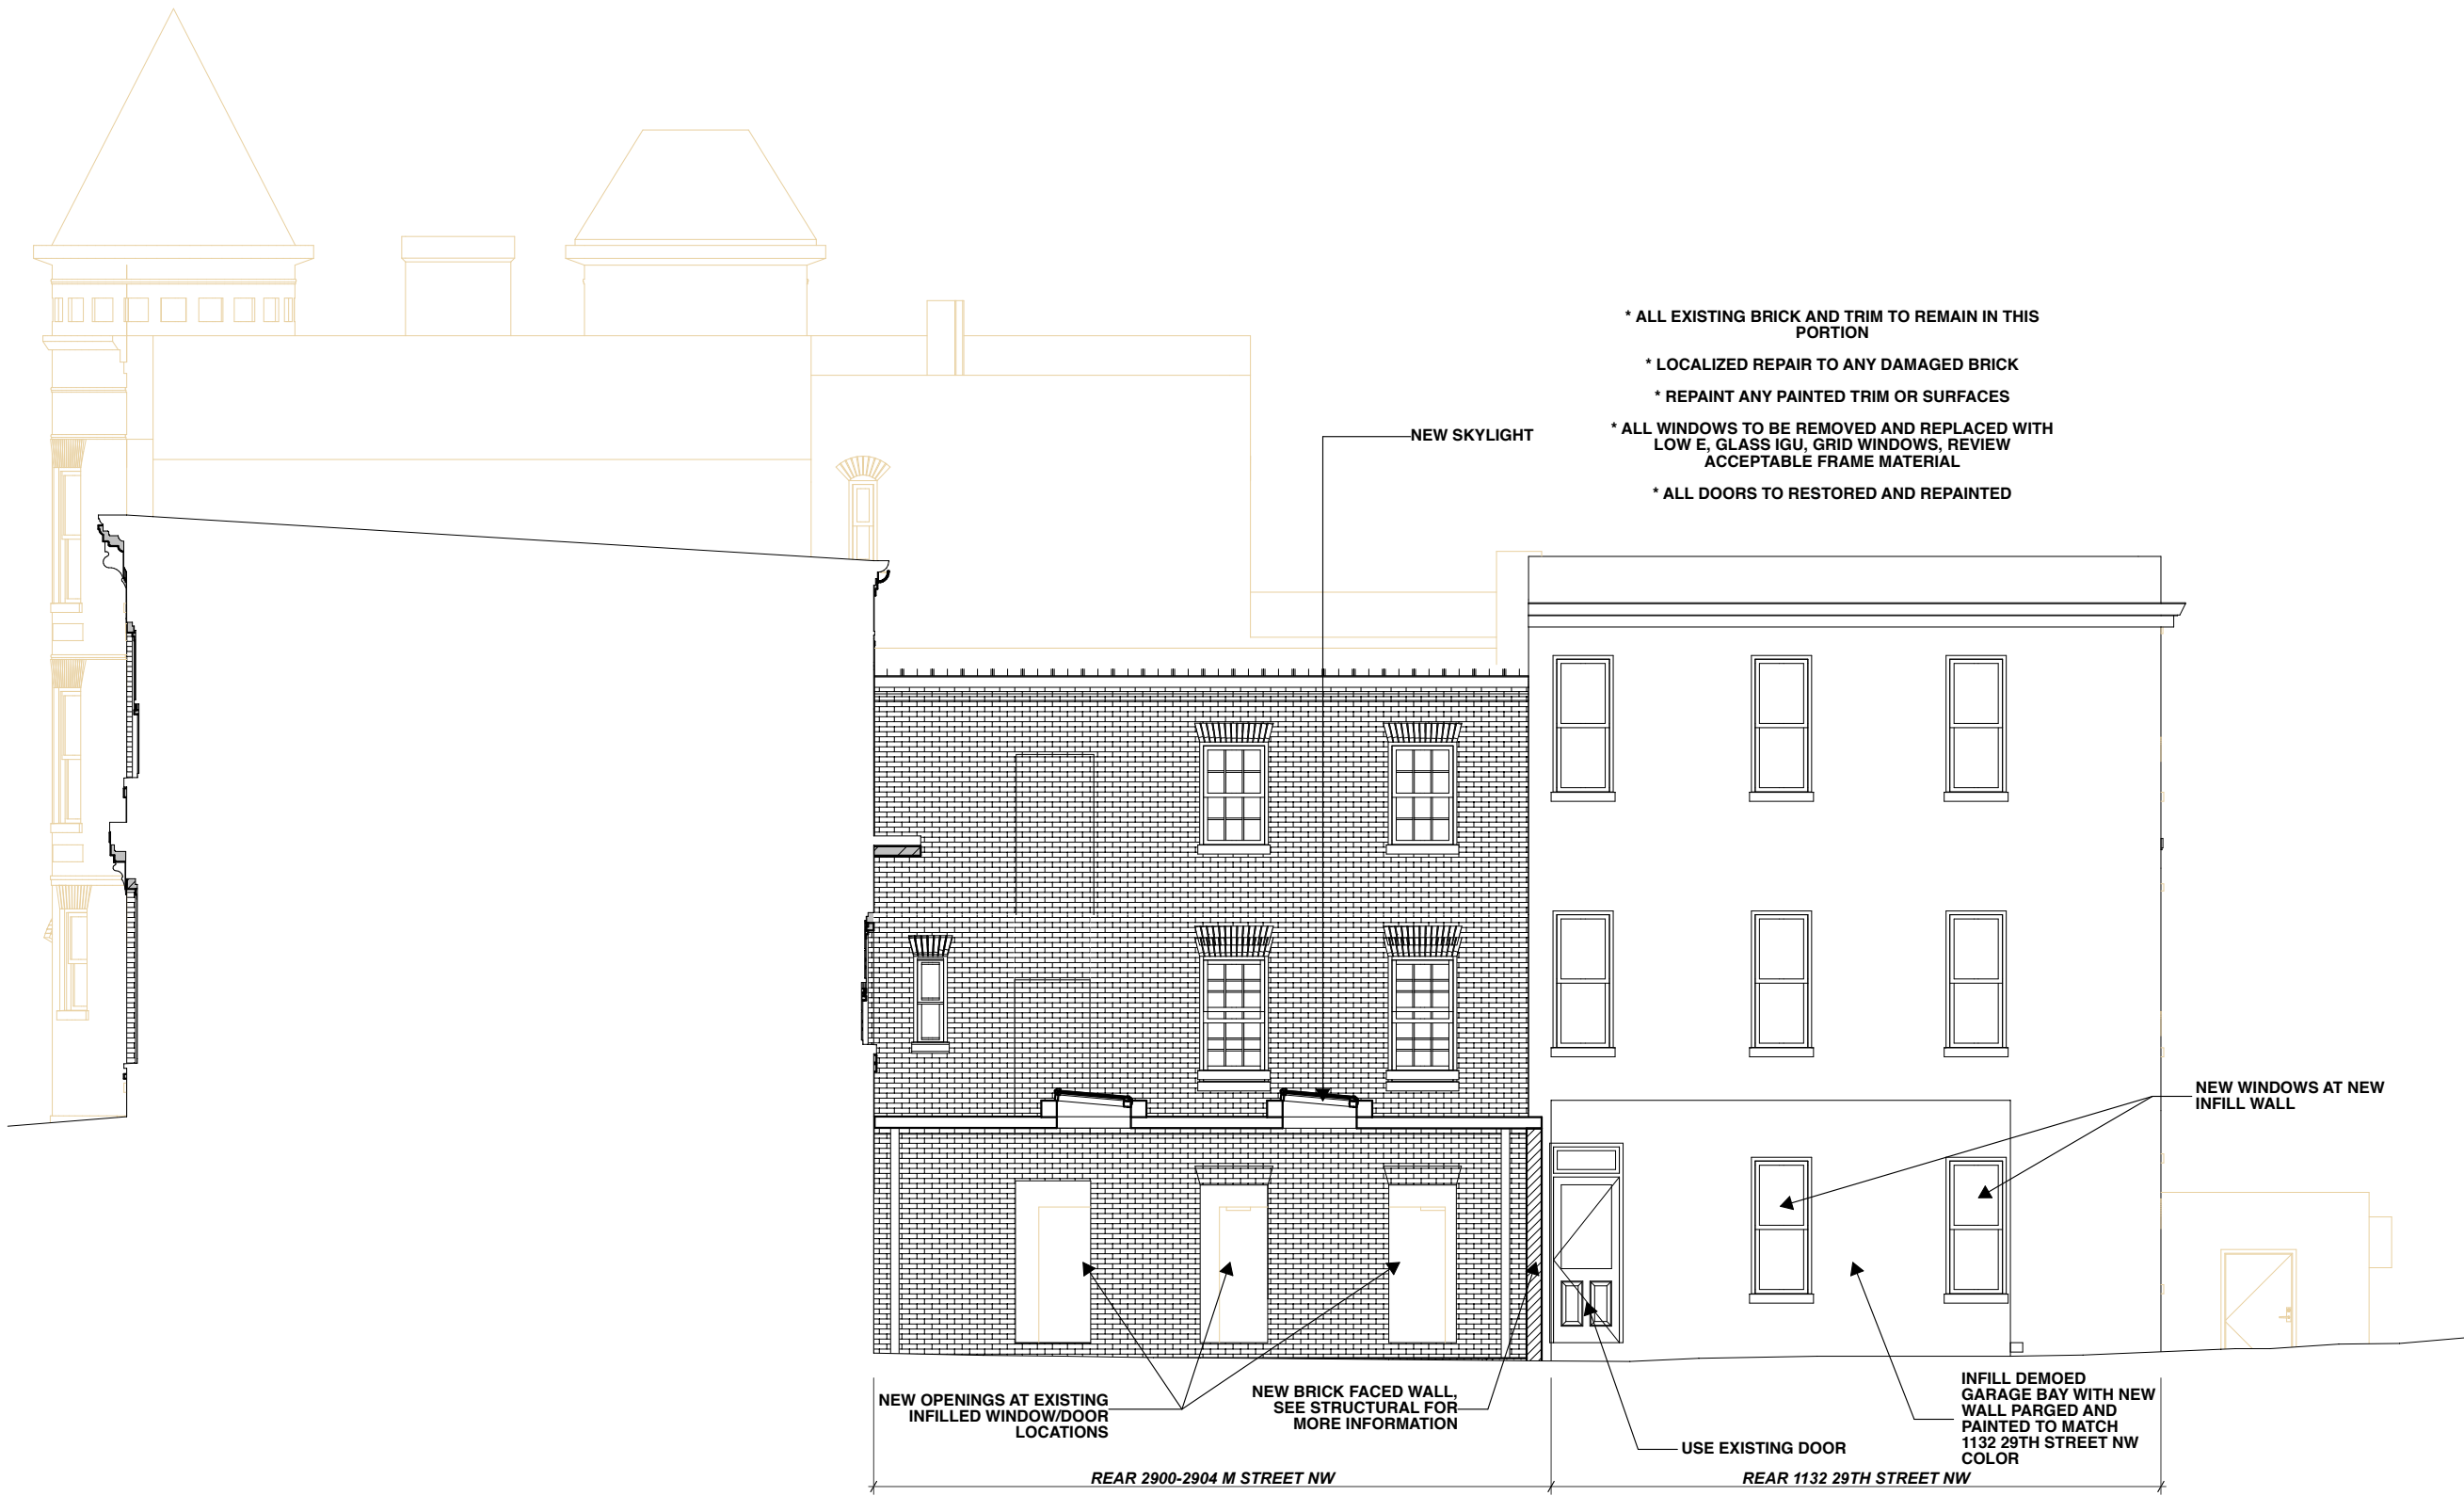 * ALL EXISTING BRICK AND TRIM TO REMAIN IN THIS
PORTION
* LOCALIZED REPAIR TO ANY DAMAGED BRICK
* REPAINT ANY PAINTED TRIM OR SURFACES
* ALL WINDOWS TO BE REMOVED AND REPLACED WITH
LOW E, GLASS IGU, GRID WINDOWS, REVIEW
ACCEPTABLE FRAME MATERIAL
* ALL DOORS TO RESTORED AND REPAINTED
NEW SKYLIGHT
NEW WINDOWS AT NEW
INFILL WALL
NEW OPENINGS AT EXISTING
INFILLED WINDOW/DOOR
LOCATIONS
NEW BRICK FACED WALL,
SEE STRUCTURAL FOR
MORE INFORMATION
USE EXISTING DOOR
INFILL DEMOED
GARAGE BAY WITH NEW
WALL PARGED AND
PAINTED TO MATCH
1132 29TH STREET NW
COLOR
REAR 2900-2904 M STREET NW
REAR 1132 29TH STREET NW